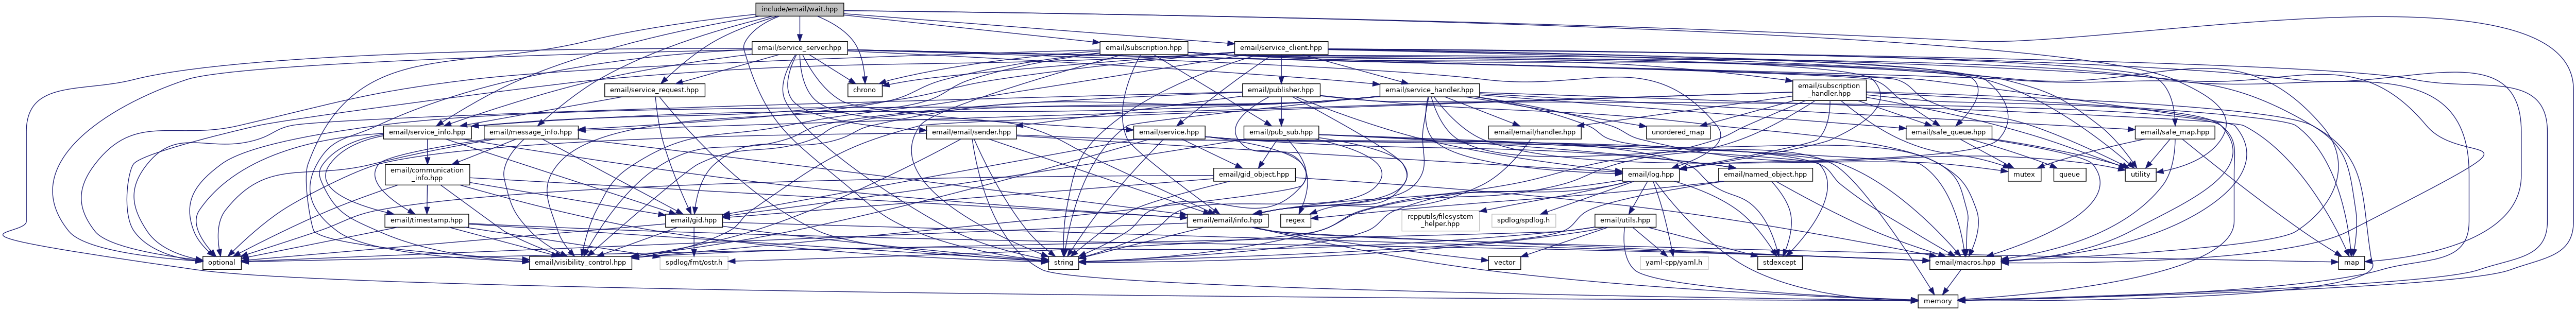 include/email/wait.hpp
email/service_server.hpp
email/subscription.hpp
email/service_client.hpp
email/service_request.hpp
chrono
email/publisher.hpp
email/service_handler.hpp
email/subscription
_handler.hpp
email/service_info.hpp
email/message_info.hpp
email/email/sender.hpp
email/service.hpp
email/pub_sub.hpp
email/email/handler.hpp
unordered_map
email/safe_queue.hpp
email/safe_map.hpp
email/communication
_info.hpp
email/gid_object.hpp
email/log.hpp
email/named_object.hpp
mutex
queue
utility
email/timestamp.hpp
email/gid.hpp
email/email/info.hpp
regex
rcpputils/filesystem
_helper.hpp
spdlog/spdlog.h
email/utils.hpp
optional
email/visibility_control.hpp
spdlog/fmt/ostr.h
string
vector
yaml-cpp/yaml.h
stdexcept
email/macros.hpp
map
memory